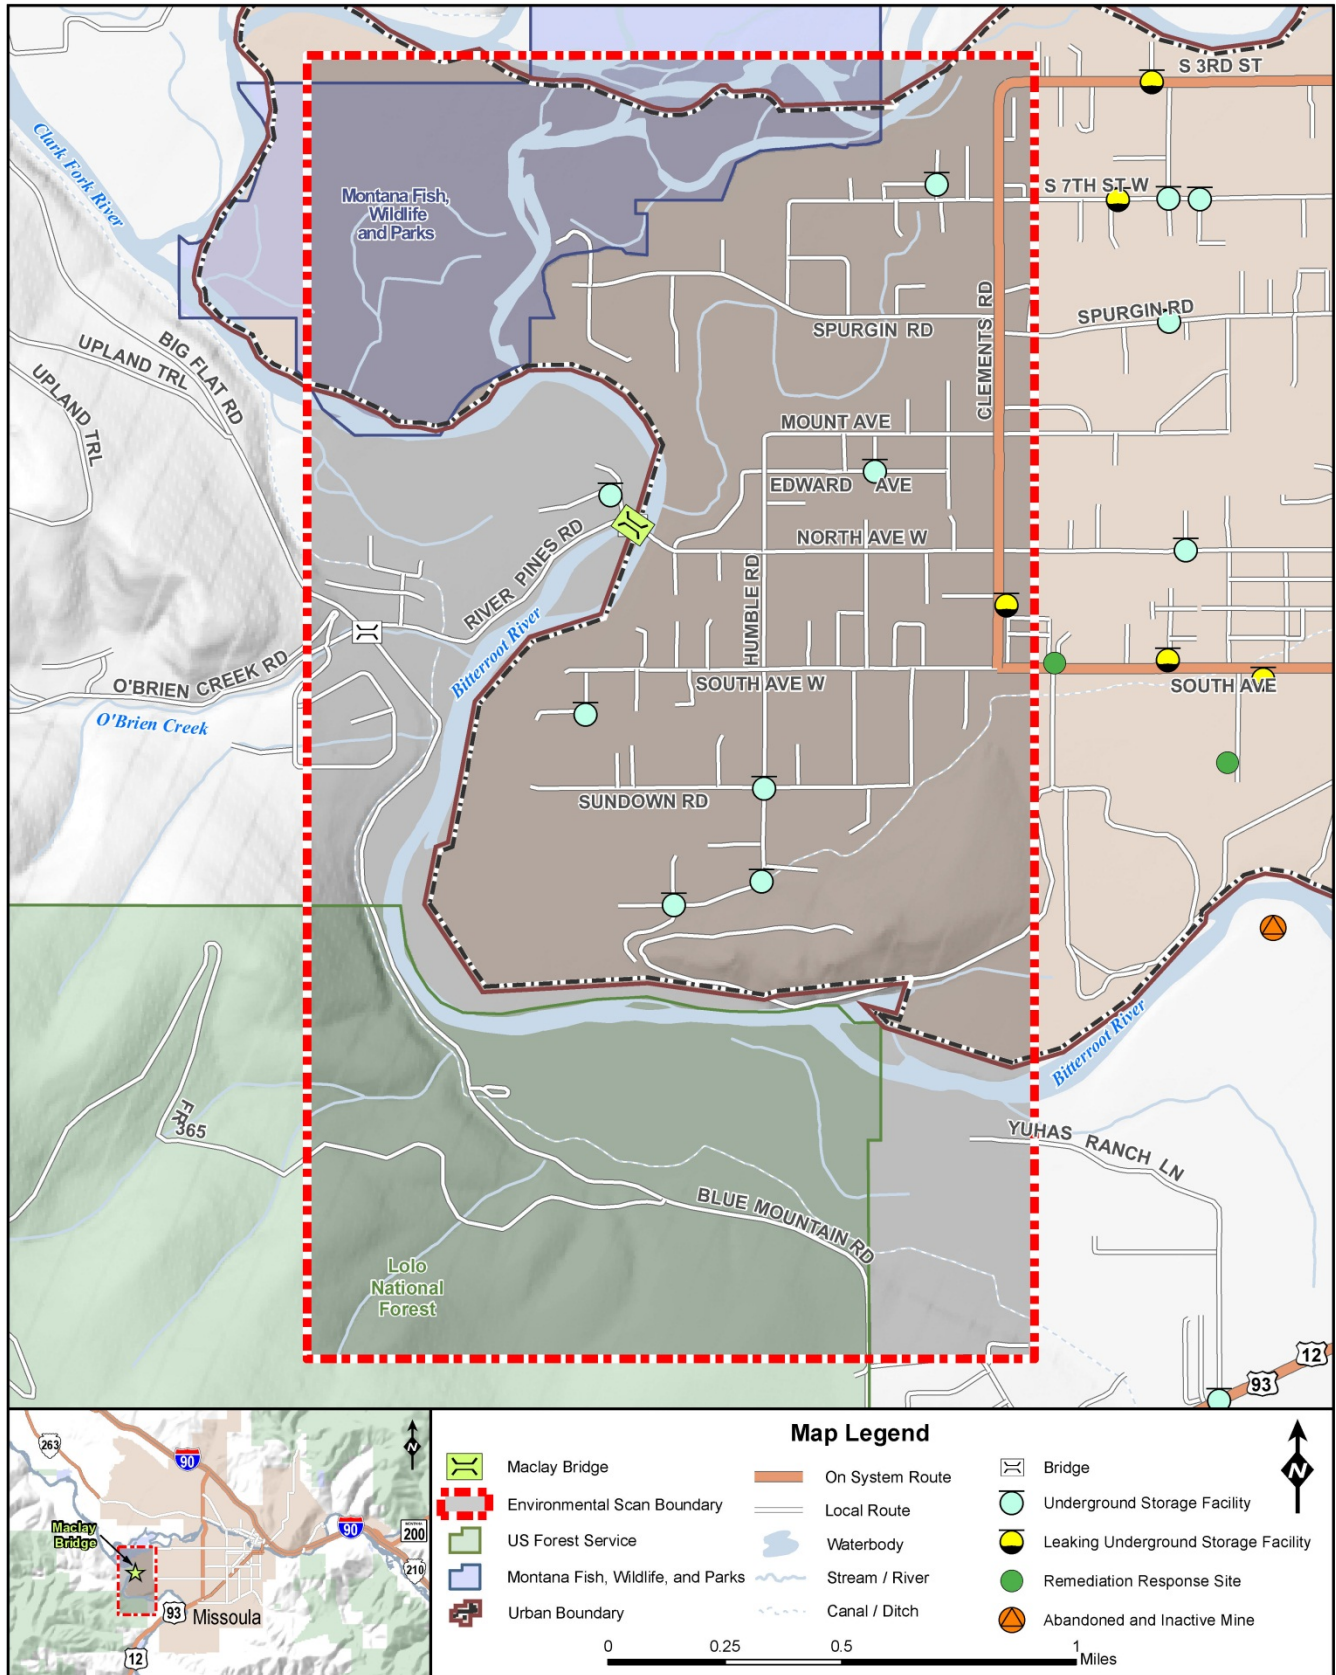 S 3RD ST
Clark Fork River
Montana Fish,
Wildlife
and Parks
S 7TH ST W
SPURGIN RD
SPURGIN RD
CLEMENTS RD
BIG FLAT RD
UPLAND TRL
UPLAND TRL
MOUNT AVE
EDWARD AVE
NORTH AVE W
RIVER PINES RD
HUMBLE RD
Bitterroot River
O'BRIEN CREEK RD
O'Brien Creek
SOUTH AVE W
SOUTH AVE
SUNDOWN RD
Bitterroot River
FR 365
YUHAS RANCH LN
BLUE MOUNTAIN RD
Lolo
National
Forest
12
93
263
90
N
90
MONTANA
200
210
Maclay
Bridge
93
Missoula
12
Map Legend
Maclay Bridge
Environmental Scan Boundary
US Forest Service
Montana Fish, Wildlife, and Parks
Urban Boundary
On System Route
Local Route
Waterbody
Stream / River
Canal / Ditch
Bridge
Underground Storage Facility
Leaking Underground Storage Facility
Remediation Response Site
Abandoned and Inactive Mine
N
0 0.25 0.5 1
Miles